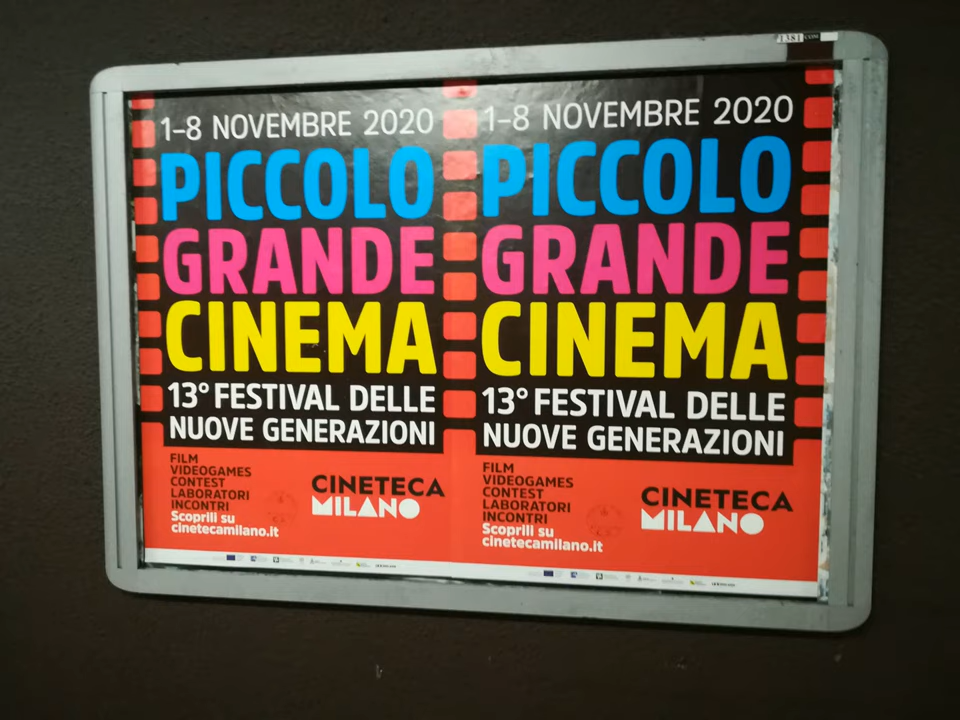 1381 COM
1-8 NOVEMBRE 2020
PICCOLO
GRANDE
CINEMA
13° FESTIVAL DELLE
NUOVE GENERAZIONI
FILM
VIDEOGAMES
CONTEST
LABORATORI
INCONTRI
Scoprili su
cinetecamilano.it
CINETECA
MILANO
1-8 NOVEMBRE 2020
PICCOLO
GRANDE
CINEMA
13° FESTIVAL DELLE
NUOVE GENERAZIONI
FILM
VIDEOGAMES
CONTEST
LABORATORI
INCONTRI
Scoprili su
cinetecamilano.it
CINETECA
MILANO